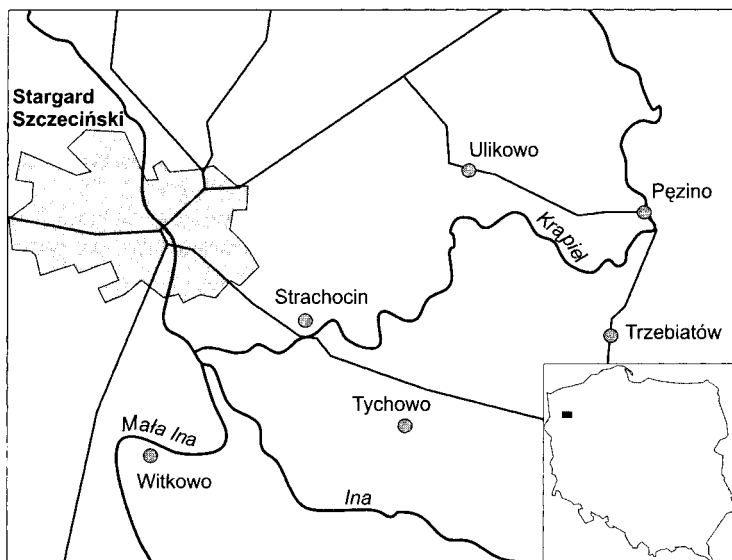 Stargard
Szczeciński
Ulikowo
Pęzino
Krąpiel
Strachocin
Trzebiatów
Tychowo
Mała Ina
Witkowo
Ina